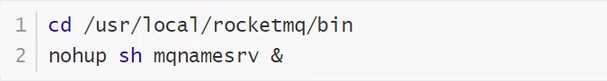 1 cd /usr/local/rocketmq/bin
2 nohup sh mqnamesrv &